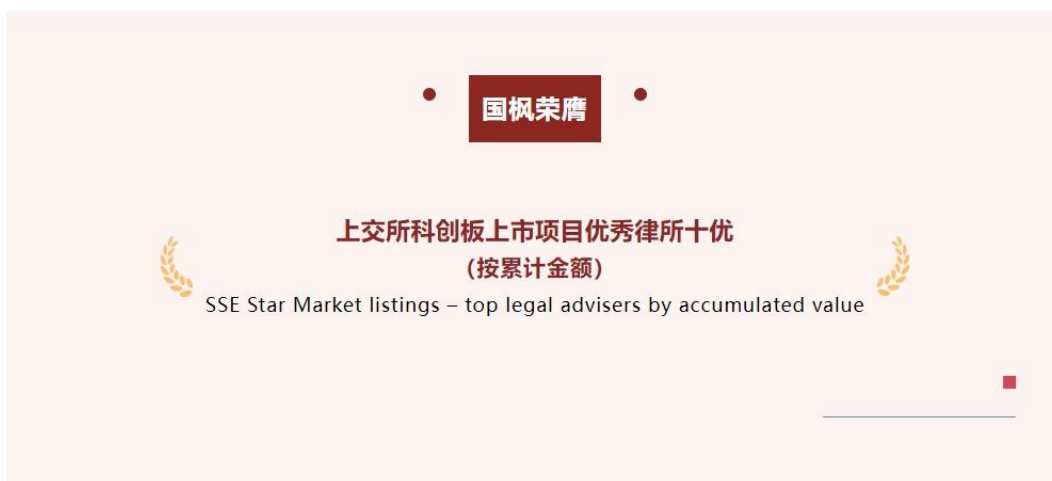 国枫荣膺
上交所科创板上市项目优秀律所十优
（按累计金额）
SSE Star Market listings – top legal advisers by accumulated value